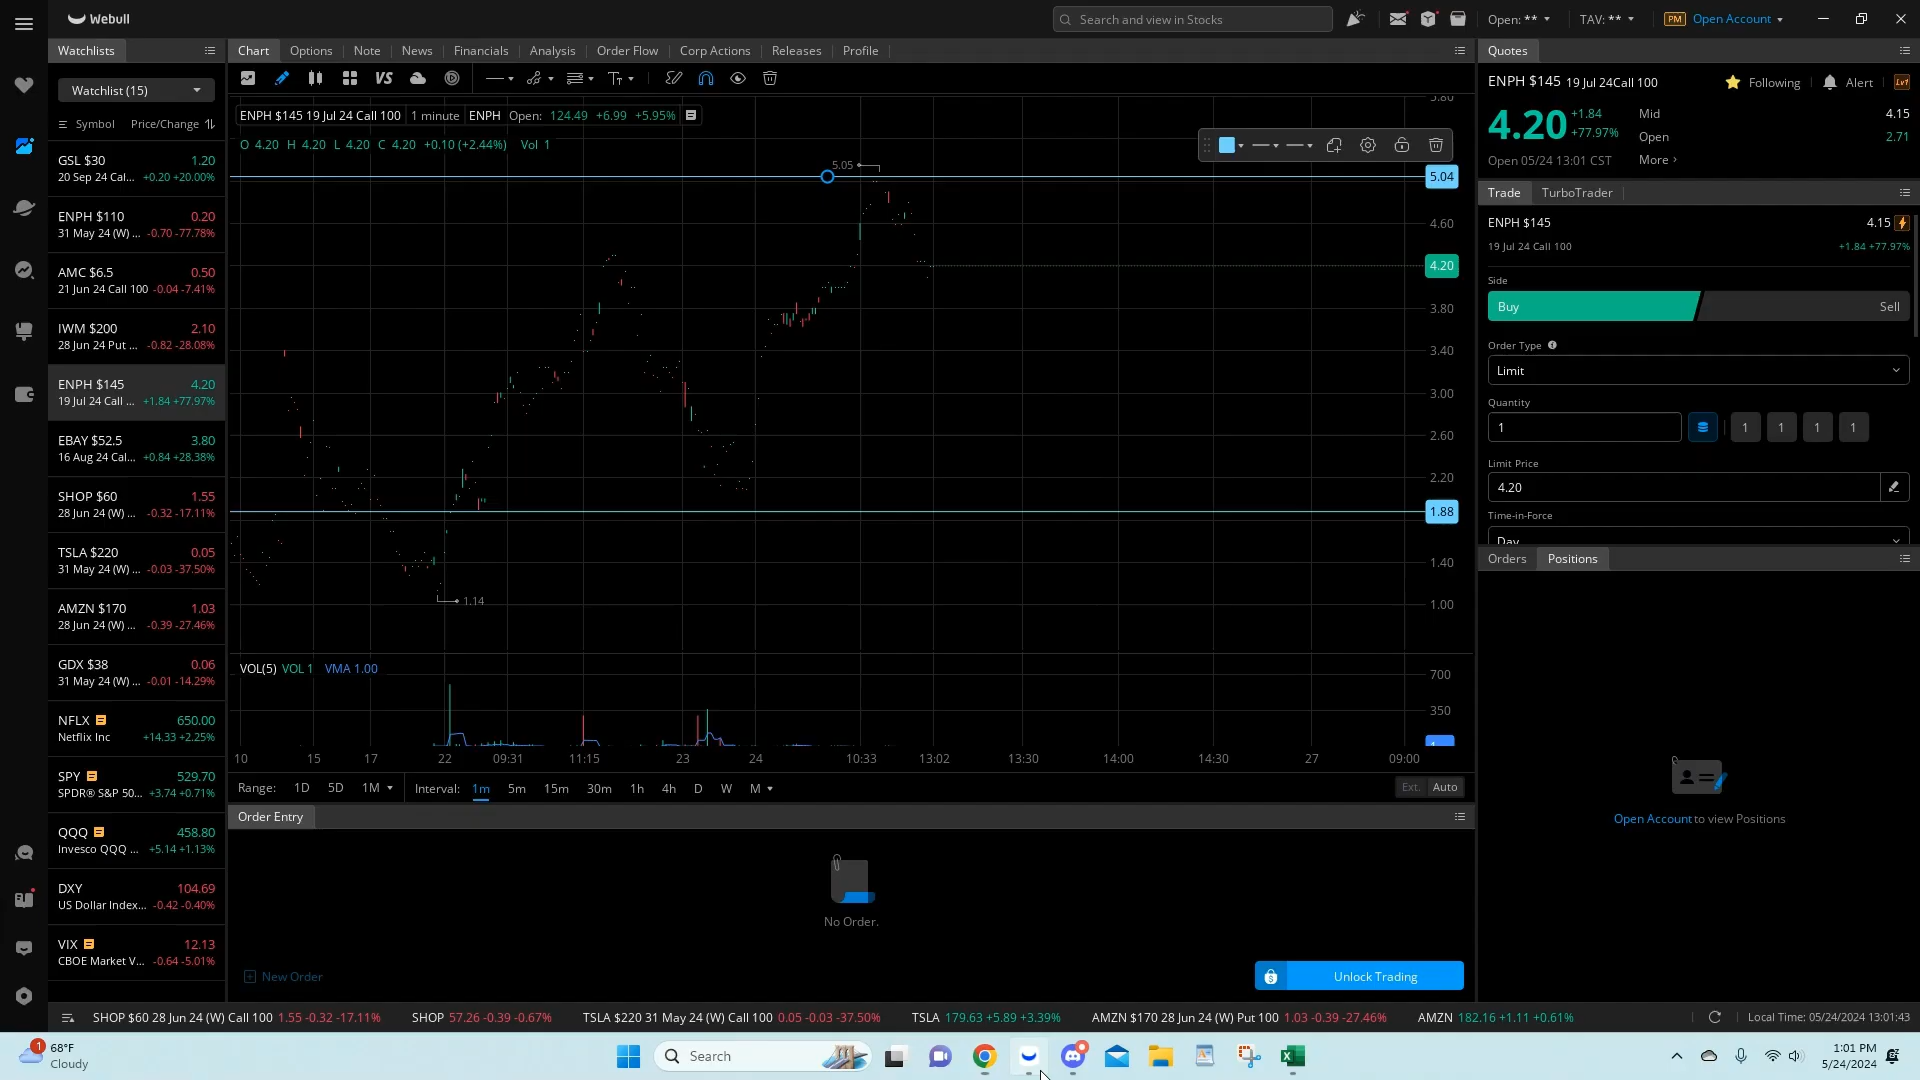 Webull
Search and view in Stocks
Open: **
TAV: **
PM Open Account
Watchlists
Watchlist (15)
Symbol Price/Change
GSL $30 1.20
20 Sep 24 Cal... +0.20 +20.00%
ENPH $110 0.20
31 May 24 (W) ... -0.70 -77.78%
AMC $6.5 0.50
21 Jun 24 Call 100 -0.04 -7.41%
IWM $200 2.10
28 Jun 24 Put ... -0.82 -28.08%
ENPH $145 4.20
19 Jul 24 Call ... +1.84 +77.97%
EBAY $52.5 3.80
16 Aug 24 Cal... +0.84 +28.38%
SHOP $60 1.55
28 Jun 24 (W) ... -0.32 -17.11%
TSLA $220 0.05
31 May 24 (W) ... -0.03 -37.50%
AMZN $170 1.03
28 Jun 24 (W) ... -0.39 -27.46%
GDX $38 0.06
31 May 24 (W) ... -0.01 -14.29%
NFLX 650.00
Netflix Inc +14.33 +2.25%
SPY 529.70
SPDR® S&P 50... +3.74 +0.71%
QQQ 458.80
Invesco QQQ ... +5.14 +1.13%
DXY 104.69
US Dollar Index... -0.42 -0.40%
VIX 12.13
CBOE Market V... -0.64 -5.01%
Chart Options Note News Financials Analysis Order Flow Corp Actions Releases Profile
VS
Tт
ENPH $145 19 Jul 24 Call 100 1 minute ENPH Open: 124.49 +6.99 +5.95%
O 4.20 H 4.20 L 4.20 C 4.20 +0.10 (+2.44%) Vol 1
5.80
5.05
5.04
4.60
4.20
3.80
3.40
3.00
2.60
2.20
1.88
1.40
1.14
1.00
VOL(5) VOL 1 VMA 1.00
700
350
10 15 17 22 09:31 11:15 23 24 10:33 13:02 13:30 14:00 14:30 27 09:00
Range: 1D 5D 1M Interval: 1m 5m 15m 30m 1h 4h D W M Ext. Auto
Order Entry
No Order.
New Order
Unlock Trading
Quotes
ENPH $145 19 Jul 24Call 100 Following Alert Lv1
4.20 +1.84 +77.97%
Mid 4.15
Open 2.71
Open 05/24 13:01 CST
More ›
Trade TurboTrader
ENPH $145 4.15
19 Jul 24 Call 100 +1.84 +77.97%
Side
Buy Sell
Order Type
Limit
Quantity
1 1 1 1 1
Limit Price
4.20
Time-in-Force
Day
Orders Positions
Open Account to view Positions
SHOP $60 28 Jun 24 (W) Call 100 1.55 -0.32 -17.11% SHOP 57.26 -0.39 -0.67% TSLA $220 31 May 24 (W) Call 100 0.05 -0.03 -37.50% TSLA 179.63 +5.89 +3.39% AMZN $170 28 Jun 24 (W) Put 100 1.03 -0.39 -27.46% AMZN 182.16 +1.11 +0.61% Local Time: 05/24/2024 13:01:43
1 68°F
Cloudy
Search
1:01 PM
5/24/2024